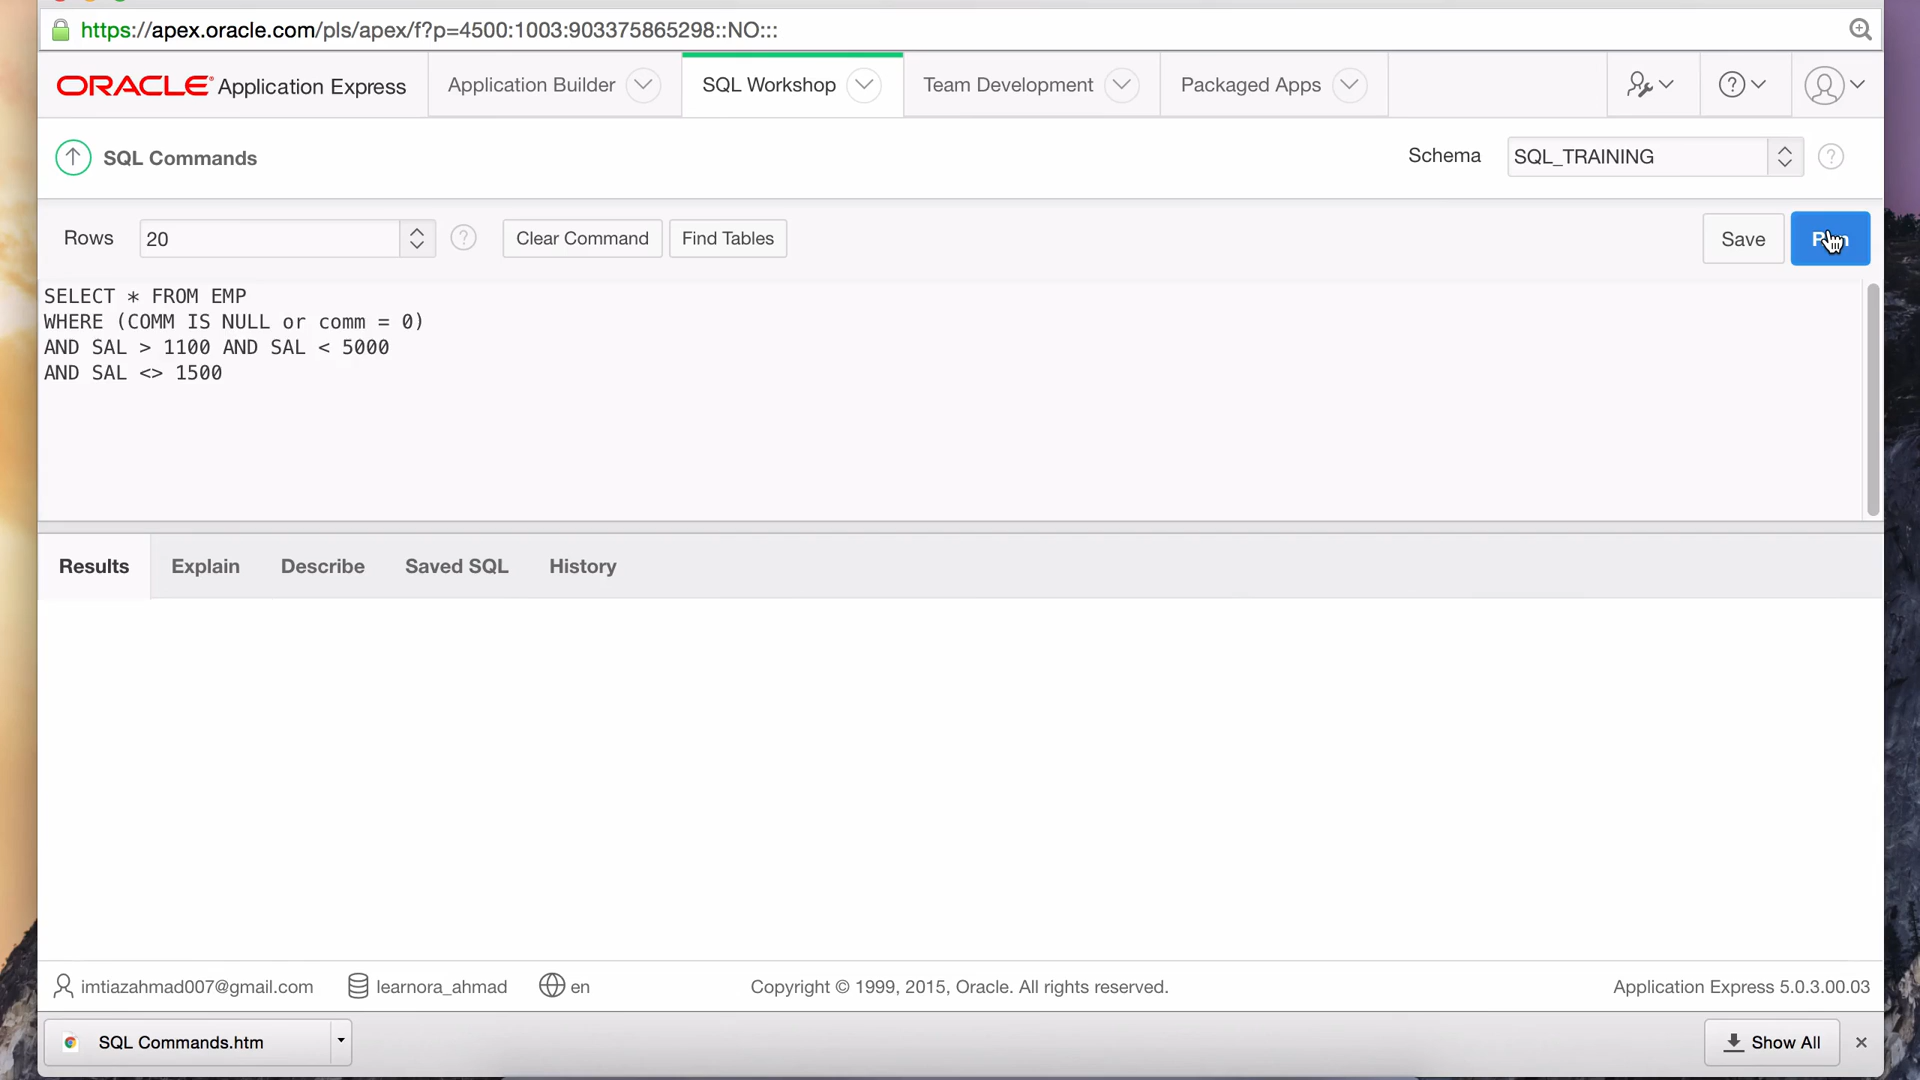 https://apex.oracle.com/pls/apex/f?p=4500:1003:903375865298::NO:::
ORACLE Application Express Application Builder SQL Workshop Team Development Packaged Apps
SQL Commands Schema SQL_TRAINING
Rows 20 Clear Command Find Tables Save
SELECT * FROM EMP
WHERE (COMM IS NULL or comm = 0)
AND SAL > 1100 AND SAL < 5000
AND SAL <> 1500
Results Explain Describe Saved SQL History
imtiazahmad007@gmail.com learnora_ahmad en Copyright © 1999, 2015, Oracle. All rights reserved. Application Express 5.0.3.00.03
SQL Commands.htm Show All